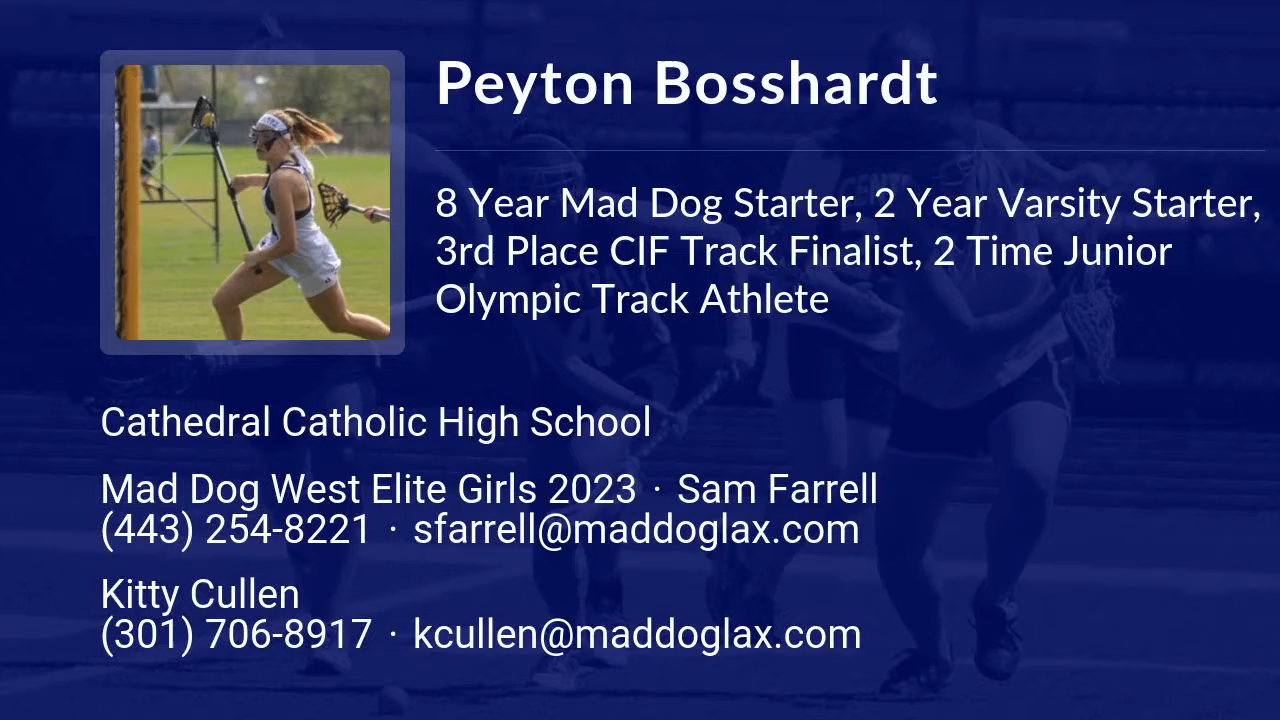 Peyton Bosshardt
8 Year Mad Dog Starter, 2 Year Varsity Starter,
3rd Place CIF Track Finalist, 2 Time Junior
Olympic Track Athlete
Cathedral Catholic High School
Mad Dog West Elite Girls 2023 · Sam Farrell
(443) 254-8221 · sfarrell@maddoglax.com
Kitty Cullen
(301) 706-8917 · kcullen@maddoglax.com